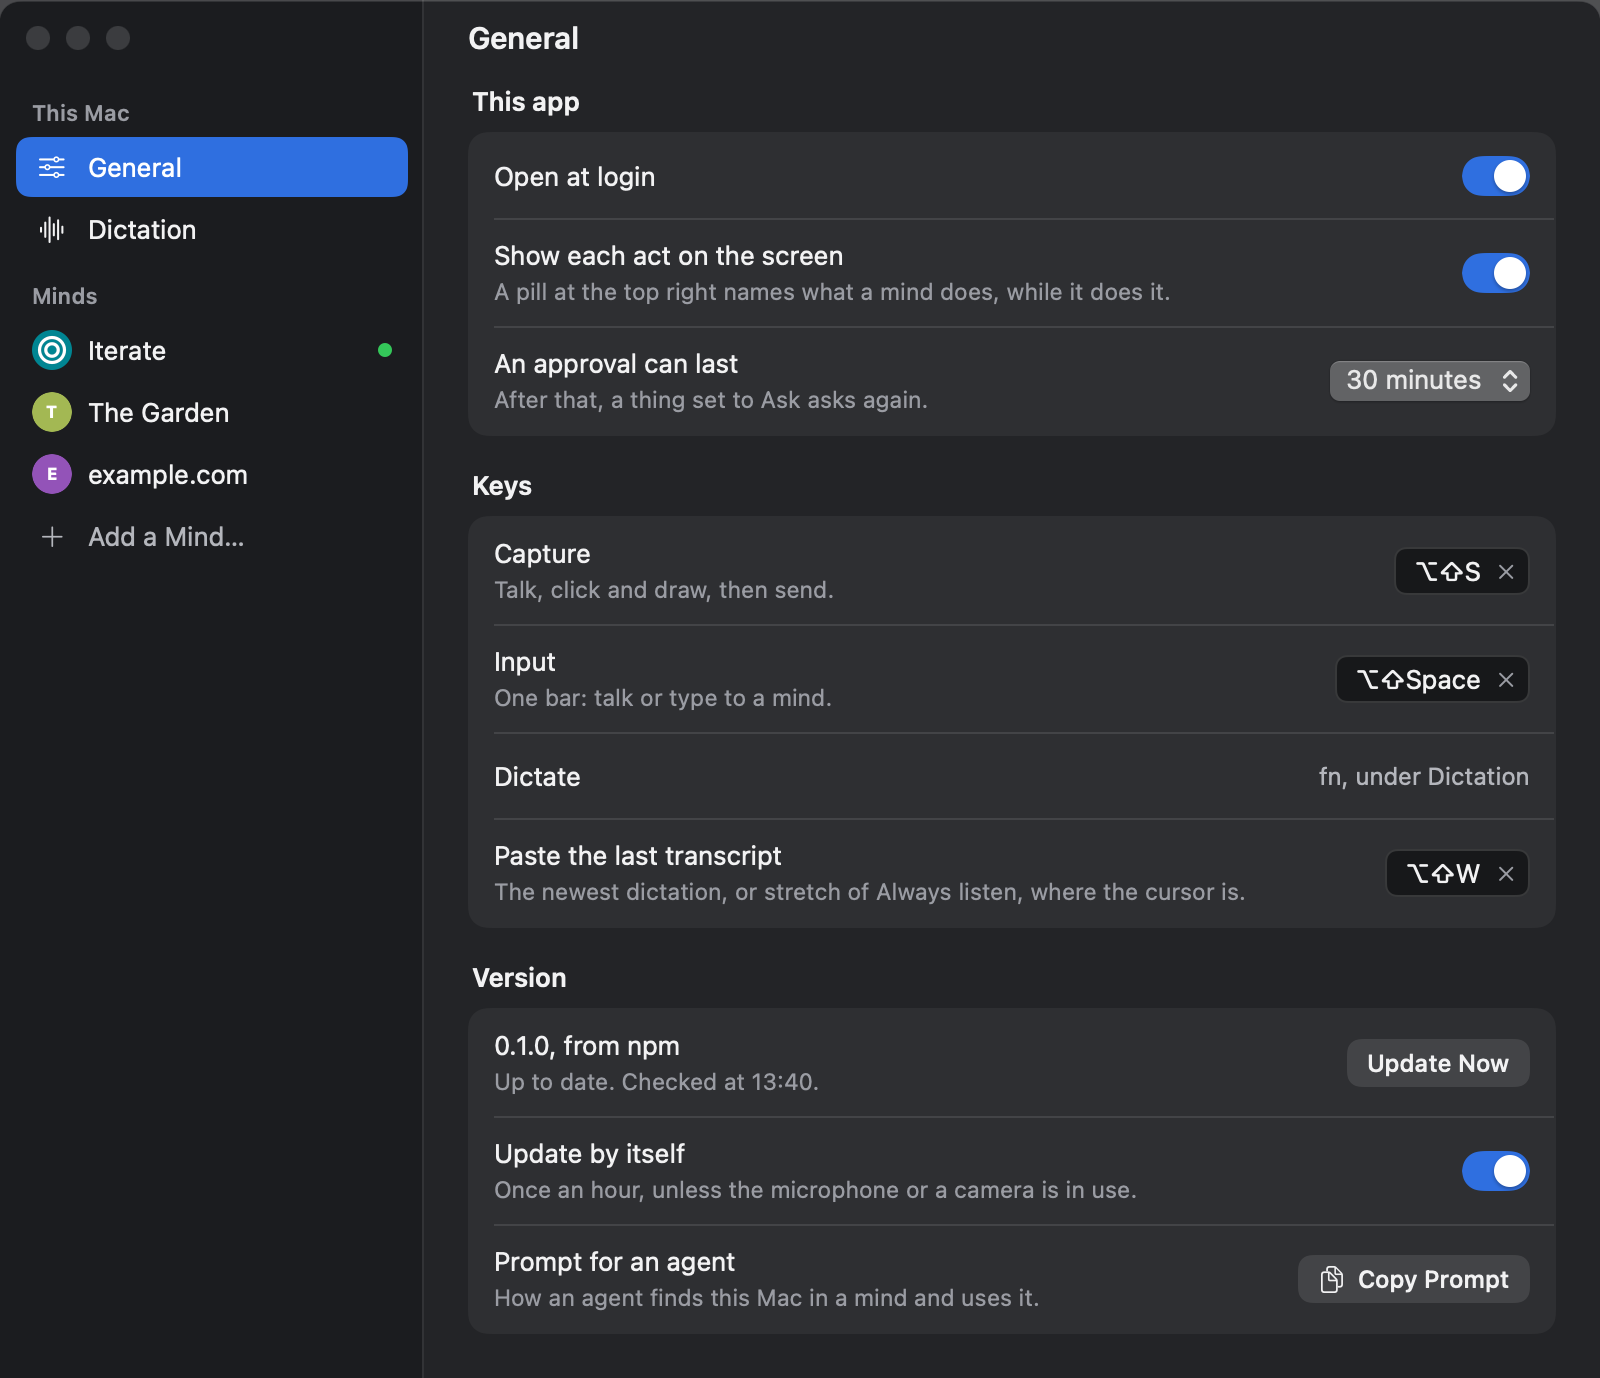 General
This app
This Mac
General
Dictation
Minds
Iterate
T
The Garden
E
example.com
Add a Mind...
Open at login
Show each act on the screen
A pill at the top right names what a mind does, while it does it.
An approval can last
After that, a thing set to Ask asks again.
30 minutes
Keys
Capture
Talk, click and draw, then send.
⌥⇧S
Input
One bar: talk or type to a mind.
⌥⇧Space
Dictate
fn, under Dictation
Paste the last transcript
The newest dictation, or stretch of Always listen, where the cursor is.
⌥⇧W
Version
0.1.0, from npm
Up to date. Checked at 13:40.
Update Now
Update by itself
Once an hour, unless the microphone or a camera is in use.
Prompt for an agent
How an agent finds this Mac in a mind and uses it.
Copy Prompt